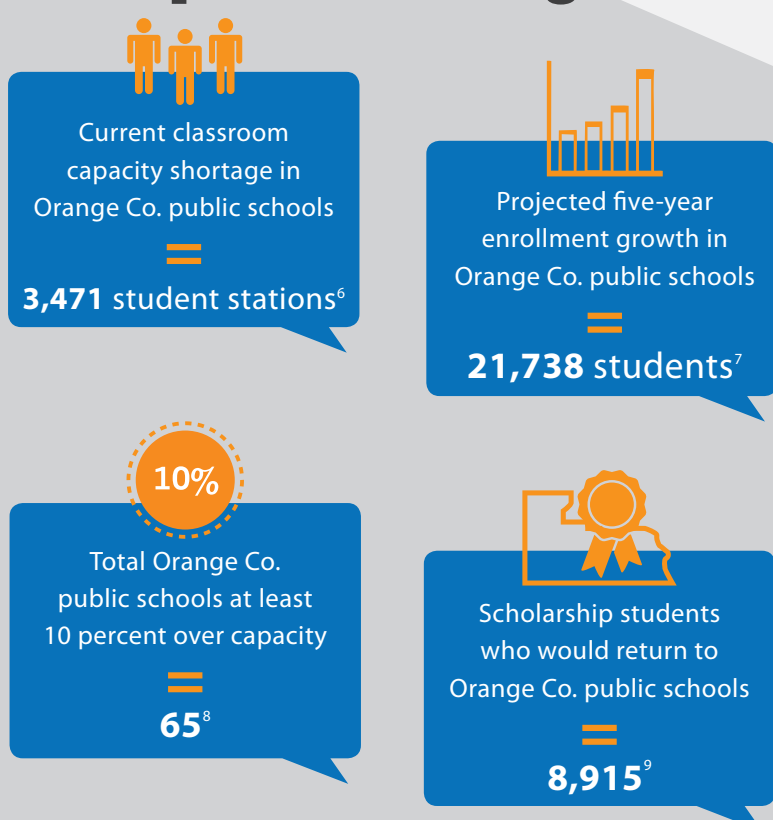 Current classroom
capacity shortage in
Orange Co. public schools
=
3,471 student stations⁶
Projected five-year
enrollment growth in
Orange Co. public schools
=
21,738 students⁷
10%
Total Orange Co.
public schools at least
10 percent over capacity
=
65⁸
Scholarship students
who would return to
Orange Co. public schools
=
8,915⁹